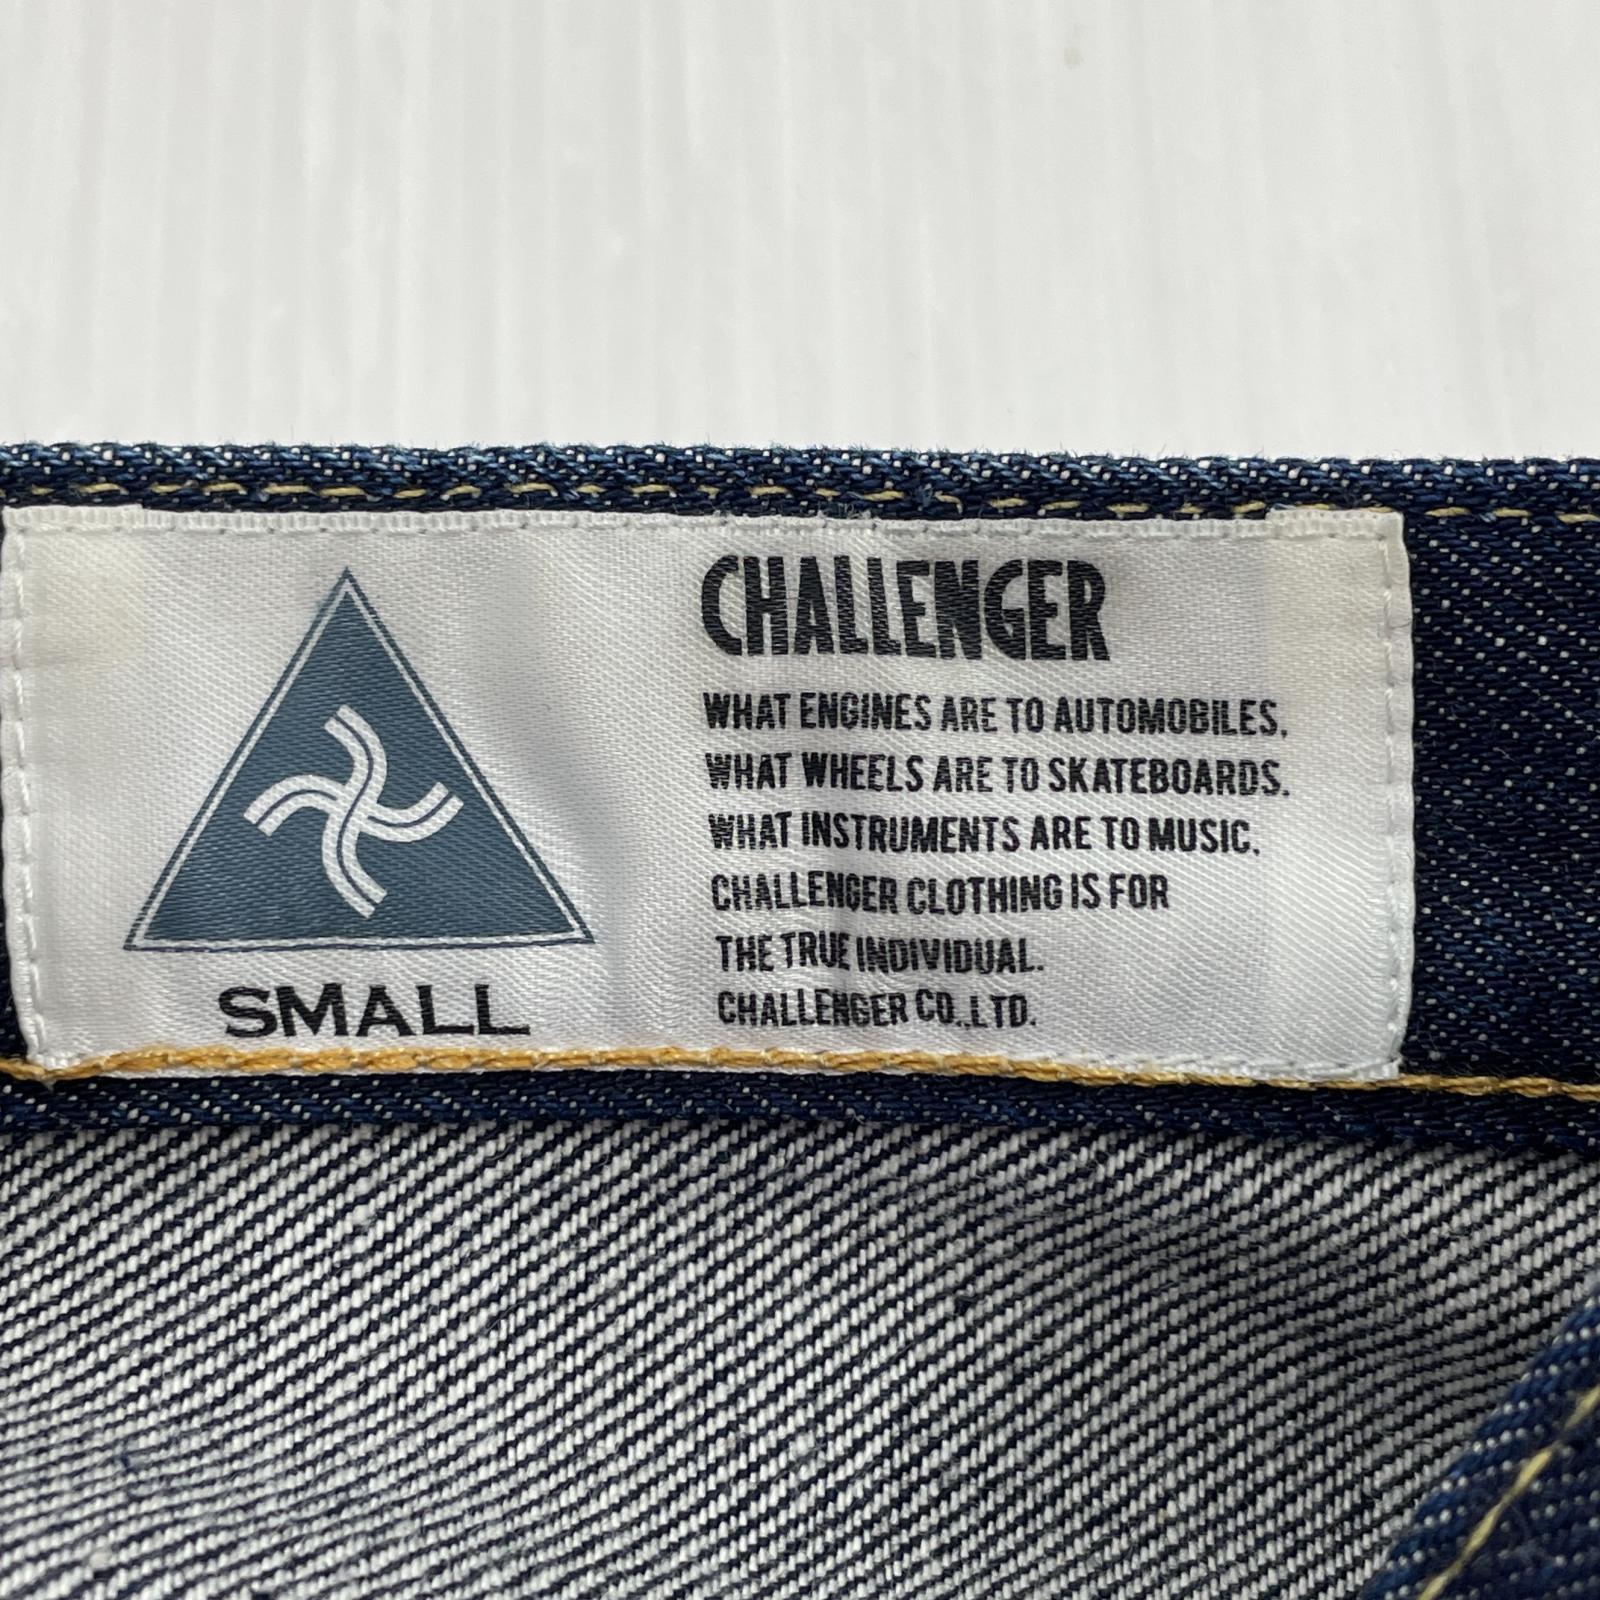 CHALLENGER
WHAT ENGINES ARE TO AUTOMOBILES.
WHAT WHEELS ARE TO SKATEBOARDS.
WHAT INSTRUMENTS ARE TO MUSIC.
CHALLENGER CLOTHING IS FOR
THE TRUE INDIVIDUAL.
CHALLENGER CO.,LTD.
SMALL